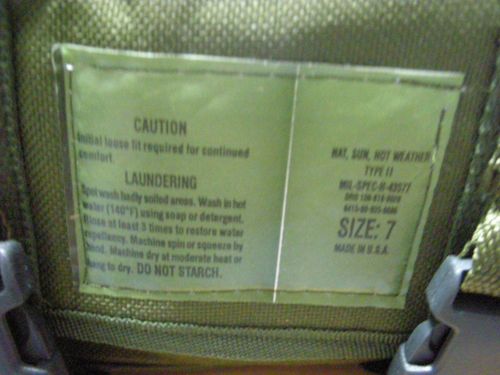 CAUTION
Initial loose fit required for continued
comfort.
LAUNDERING
Spot wash badly soiled areas. Wash in hot
water (140°F) using soap or detergent.
Rinse at least 3 times to restore water
repellancy. Machine spin or squeeze by
hand. Machine dry at moderate heat or
hang to dry. DO NOT STARCH.
HAT, SUN, HOT WEATHER
TYPE II
MIL-SPEC-H-43577
SIZE: 7
MADE IN U.S.A.